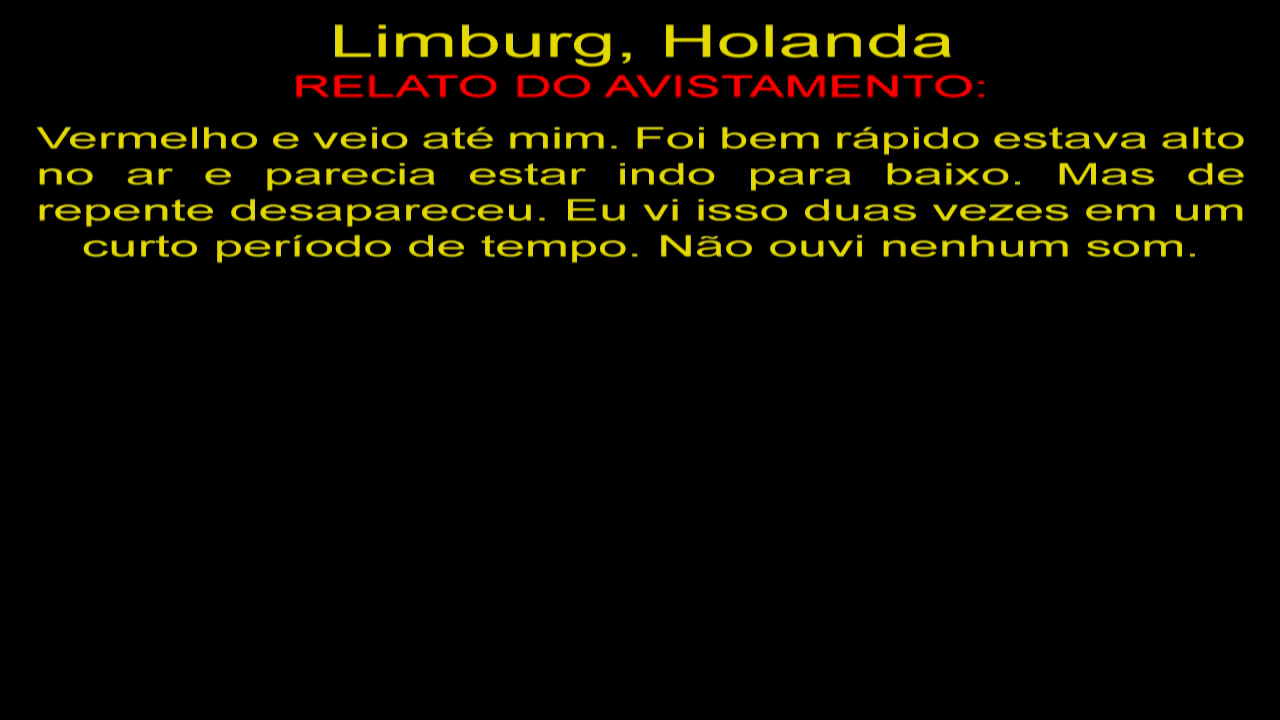 Limburg, Holanda
RELATO DO AVISTAMENTO:
Vermelho e veio até mim. Foi bem rápido estava alto
no ar e parecia estar indo para baixo. Mas de
repente desapareceu. Eu vi isso duas vezes em um
curto período de tempo. Não ouvi nenhum som.